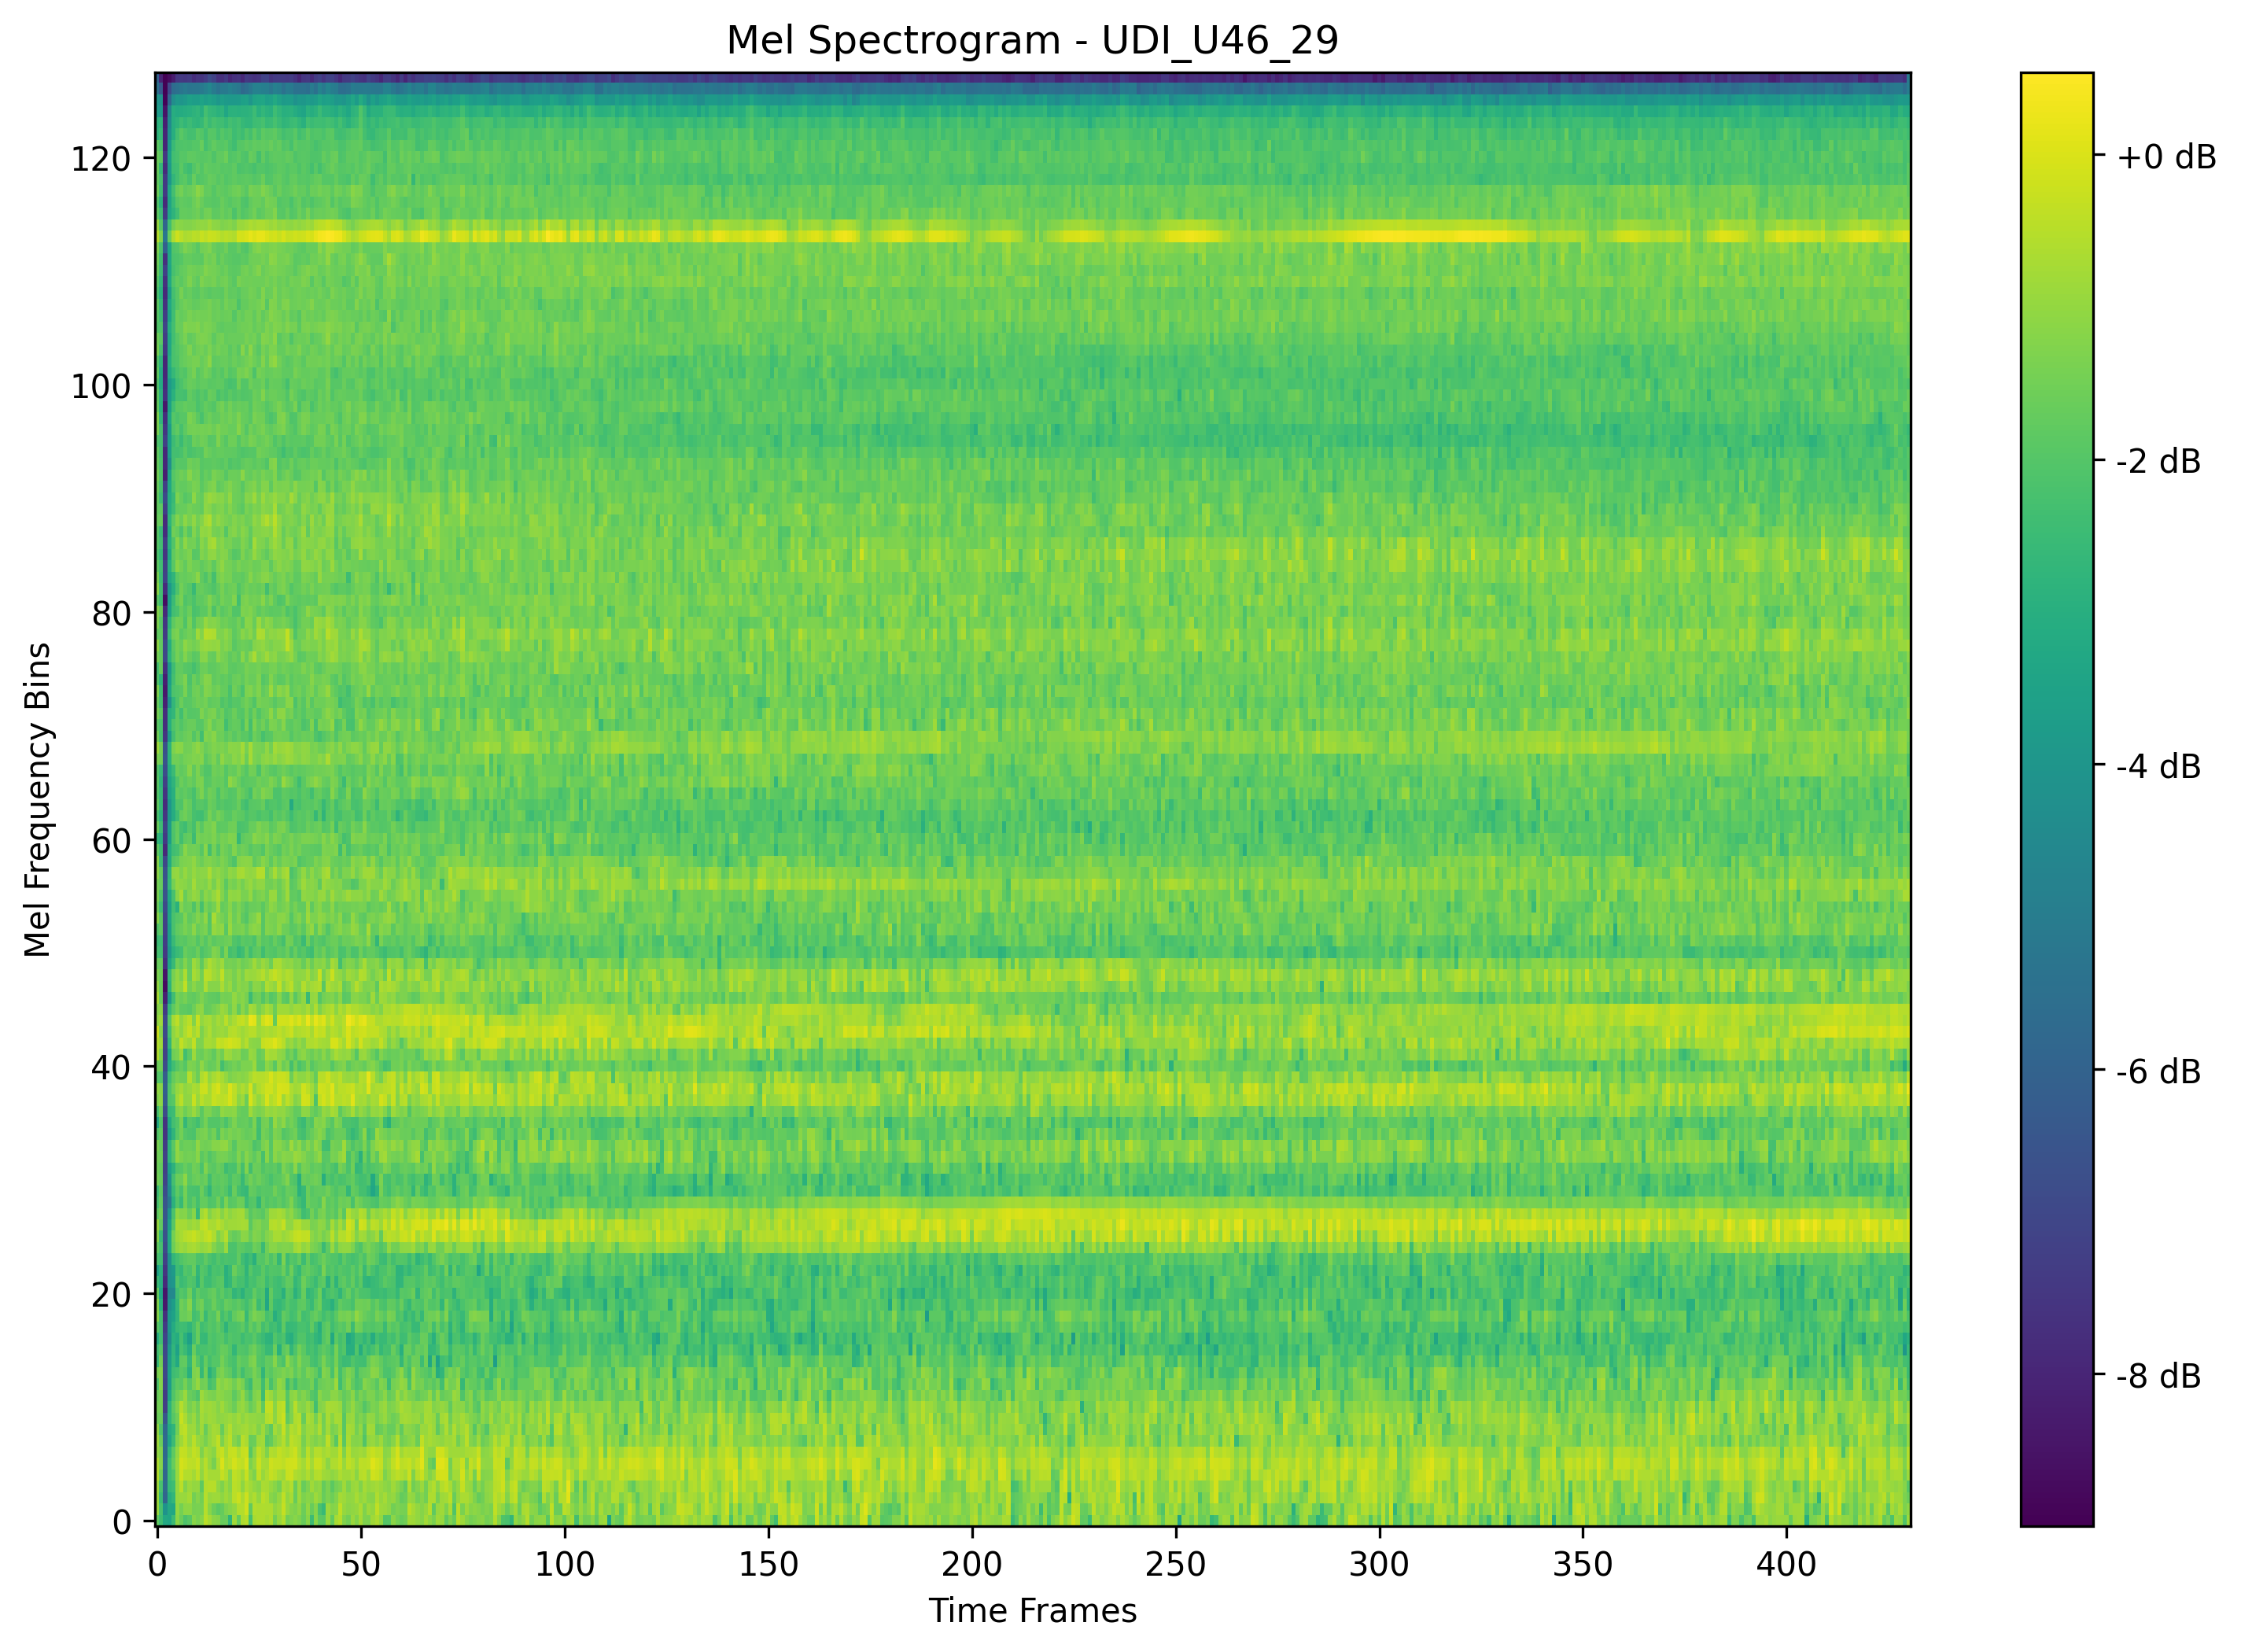 Mel Spectrogram - UDI_U46_29
Mel Frequency Bins
120
100
80
60
40
20
0
0 50 100 150 200 250 300 350 400
Time Frames
+0 dB
-2 dB
-4 dB
-6 dB
-8 dB